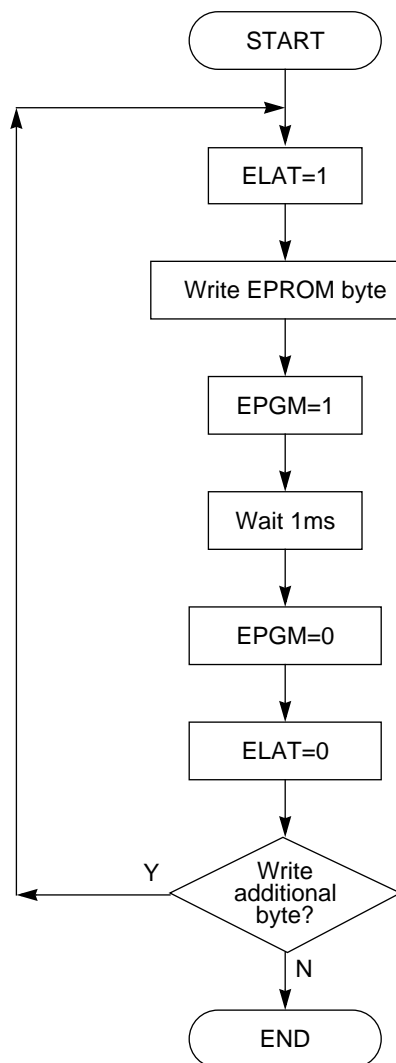 START
ELAT=1
Write EPROM byte
EPGM=1
Wait 1ms
EPGM=0
ELAT=0
Y
Write
additional
byte?
N
END